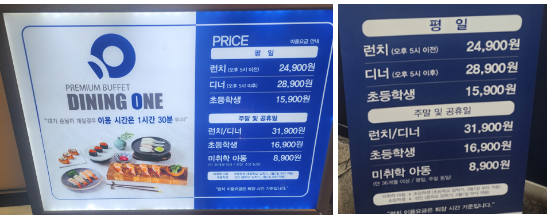 PREMIUM BUFFET
DINING ONE
이용 시간은 1시간 30분
PRICE
이용요금 안내
평 일
런치 (오후 5시 이전) 24,900원
디너 (오후 5시 이후) 28,900원
초등학생 15,900원
주말 및 공휴일
런치/디너 31,900원
초등학생 16,900원
미취학 아동 8,900원
평 일
런치 (오후 5시 이전) 24,900원
디너 (오후 5시 이후) 28,900원
초등학생 15,900원
주말 및 공휴일
런치/디너 31,900원
초등학생 16,900원
미취학 아동 8,900원